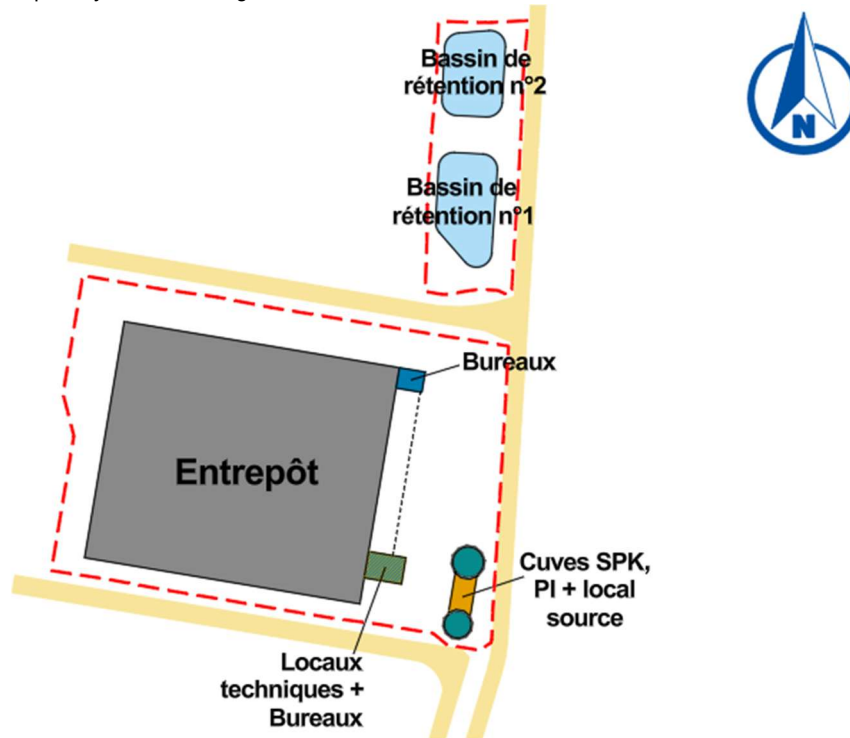 Bassin de
rétention n°2
N
Bassin de
rétention n°1
Bureaux
Entrepôt
Cuves SPK,
PI + local
source
Locaux
techniques +
Bureaux